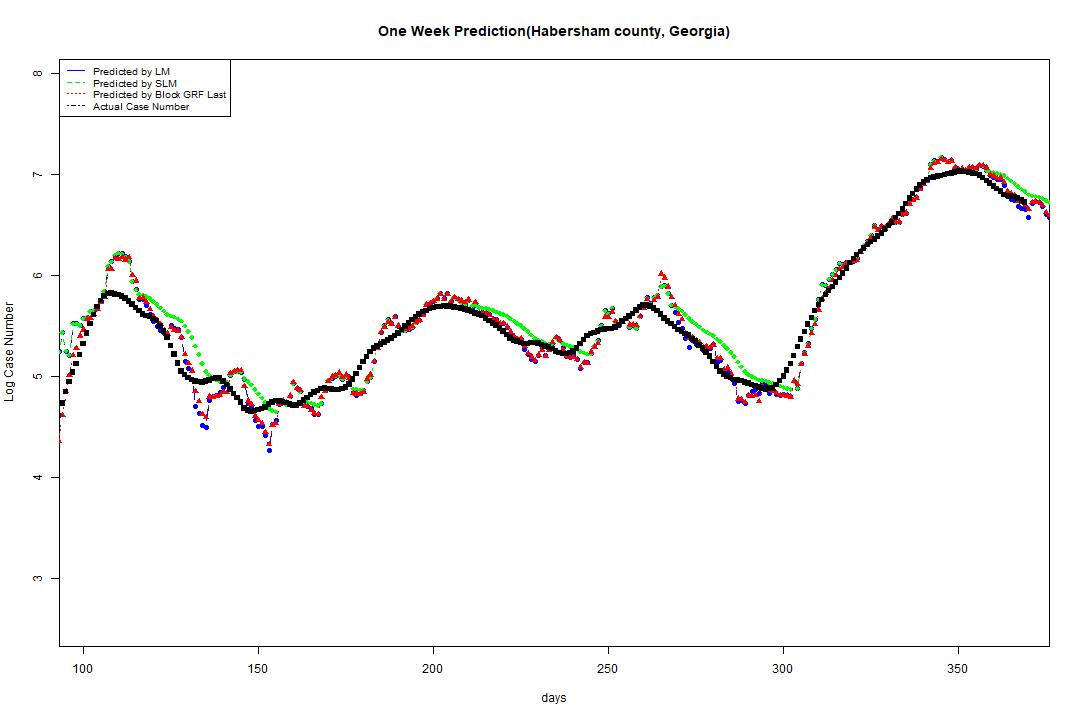 One Week Prediction(Habersham county, Georgia)
Predicted by LM
Predicted by SLM
Predicted by Block GRF Last
Actual Case Number
8
7
6
5
4
3
Log Case Number
100 150 200 250 300 350
days